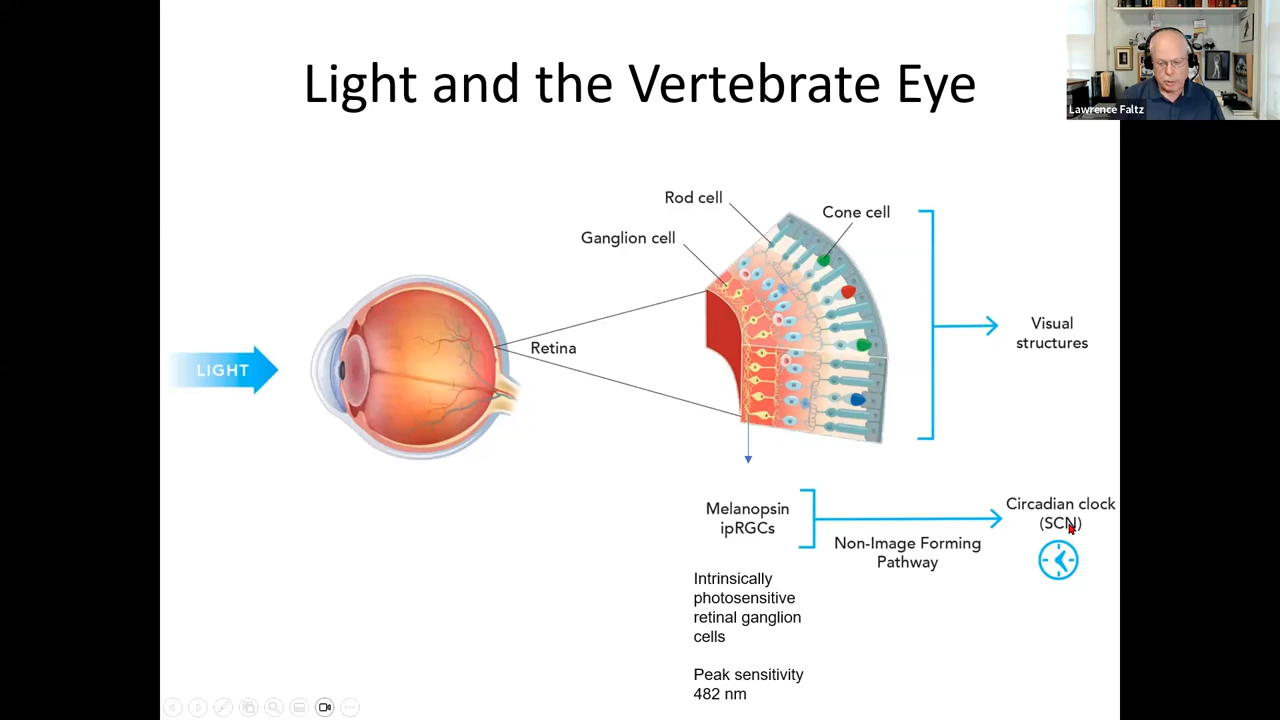 Light and the Vertebrate Eye
Lawrence Faltz
Rod cell
Cone cell
Ganglion cell
LIGHT
Retina
Visual
structures
Melanopsin
ipRGCs
Non-Image Forming
Pathway
Circadian clock
(SCN)
Intrinsically
photosensitive
retinal ganglion
cells
Peak sensitivity
482 nm